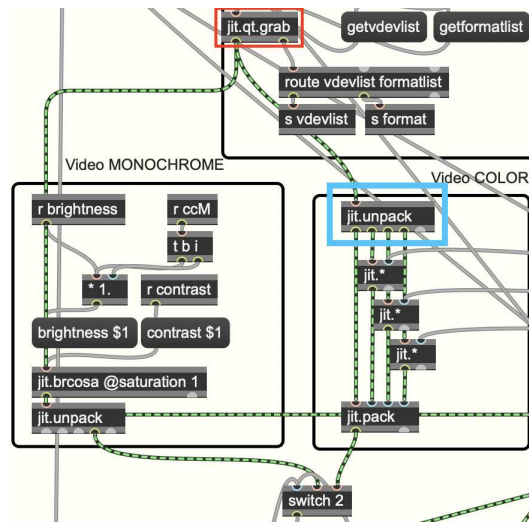 jit.qt.grab
getvdevlist
getformatlist
route vdevlist formatlist
s vdevlist
s format
Video MONOCHROME
Video COLOR
r brightness
r ccM
jit.unpack
t b i
* 1.
r contrast
jit.*
jit.*
brightness $1
contrast $1
jit.*
jit.brcosa @saturation 1
jit.unpack
jit.pack
switch 2